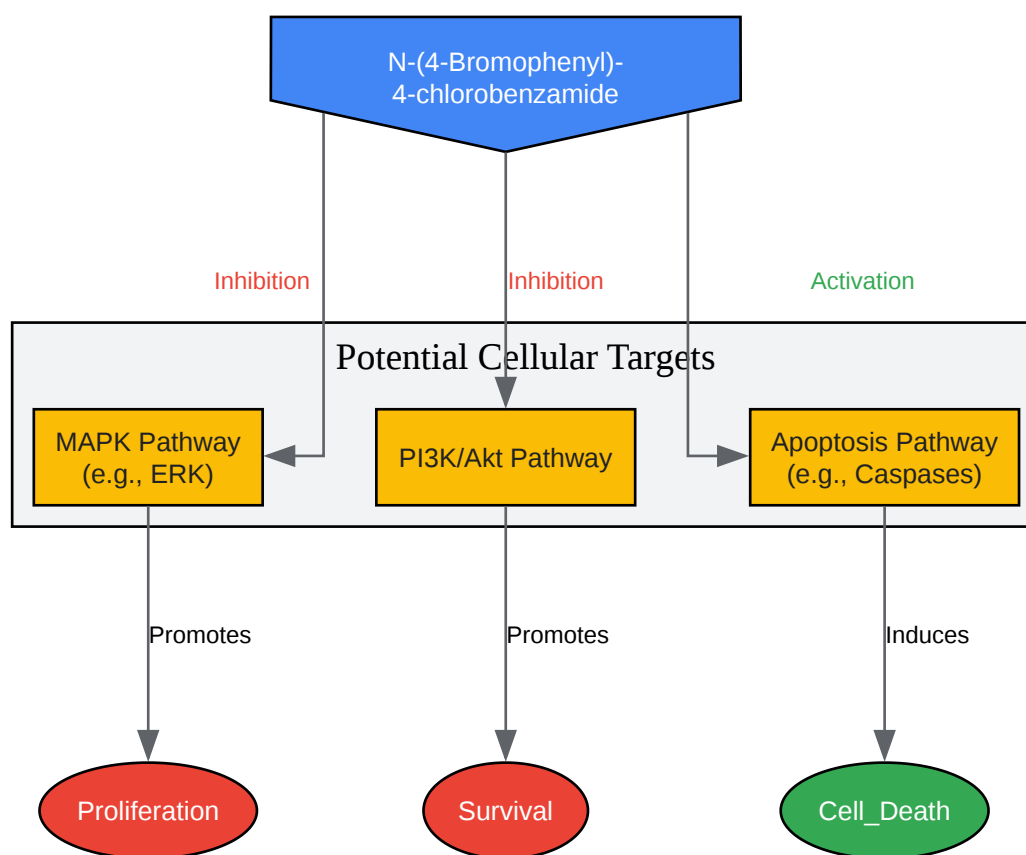 N-(4-Bromophenyl)-
4-chlorobenzamide
Inhibition
Inhibition
Activation
Potential Cellular Targets
MAPK Pathway
(e.g., ERK)
PI3K/Akt Pathway
Apoptosis Pathway
(e.g., Caspases)
Promotes
Promotes
Induces
Proliferation
Survival
Cell_Death